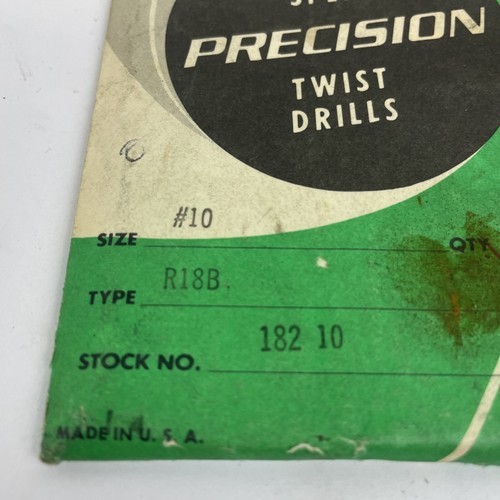 PRECISION
TWIST
DRILLS
SIZE #10 QTY
TYPE R18B.
STOCK NO. 182 10
MADE IN U. S. A.